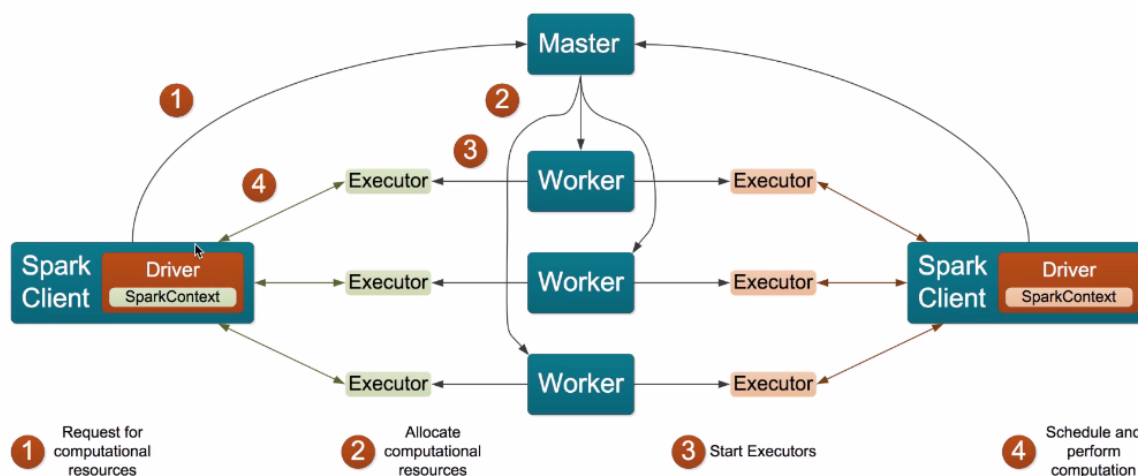 Master
1
2
3
4
Executor
Worker
Executor
Spark
Client
Driver
SparkContext
Executor
Worker
Executor
Spark
Client
Driver
SparkContext
Executor
Worker
Executor
1
Request for
computational
resources
2
Allocate
computational
resources
3
Start Executors
4
Schedule and
perform
computation